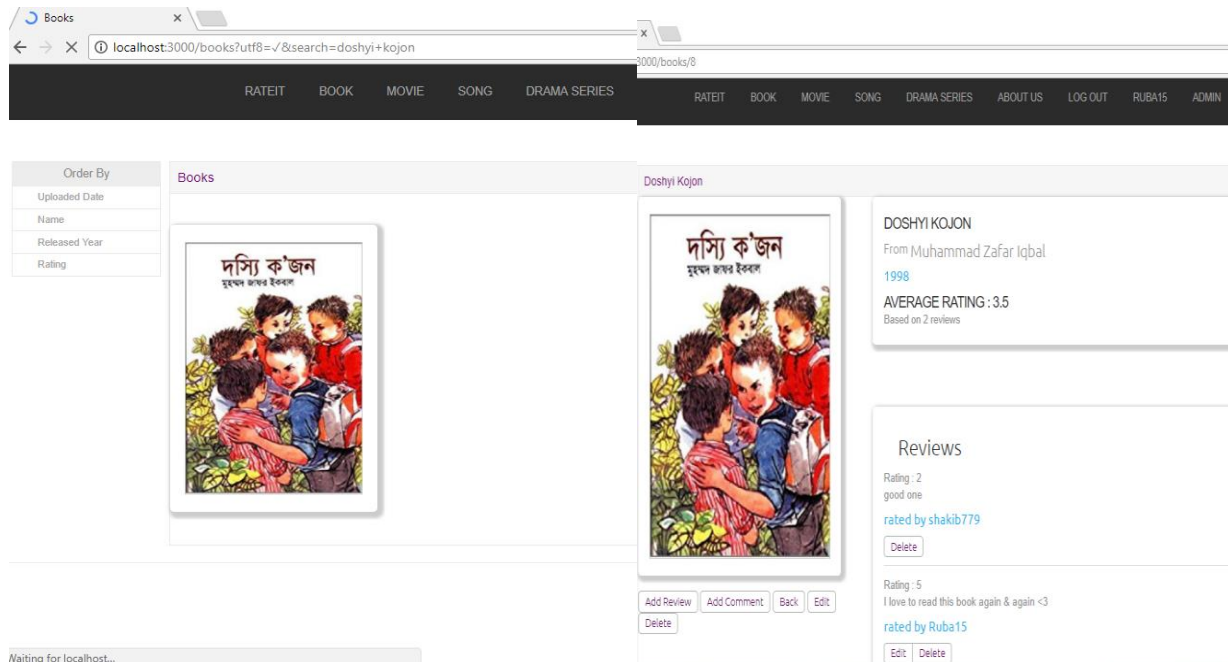 Books
localhost:3000/books?utf8=✓&search=doshyi+kojon
RATEIT BOOK MOVIE SONG DRAMA SERIES
Order By
Uploaded Date
Name
Released Year
Rating
Books
দস্যি ক'জন
মুহম্মদ জাফর ইকবাল
Waiting for localhost...
3000/books/8
RATEIT BOOK MOVIE SONG DRAMA SERIES ABOUT US LOG OUT RUBA15 ADMIN
Doshyi Kojon
দস্যি ক'জন
মুহম্মদ জাফর ইকবাল
Add Review Add Comment Back Edit
Delete
DOSHYI KOJON
From Muhammad Zafar Iqbal
1998
AVERAGE RATING : 3.5
Based on 2 reviews
Reviews
Rating : 2
good one
rated by shakib779
Delete
Rating : 5
I love to read this book again & again <3
rated by Ruba15
Edit Delete